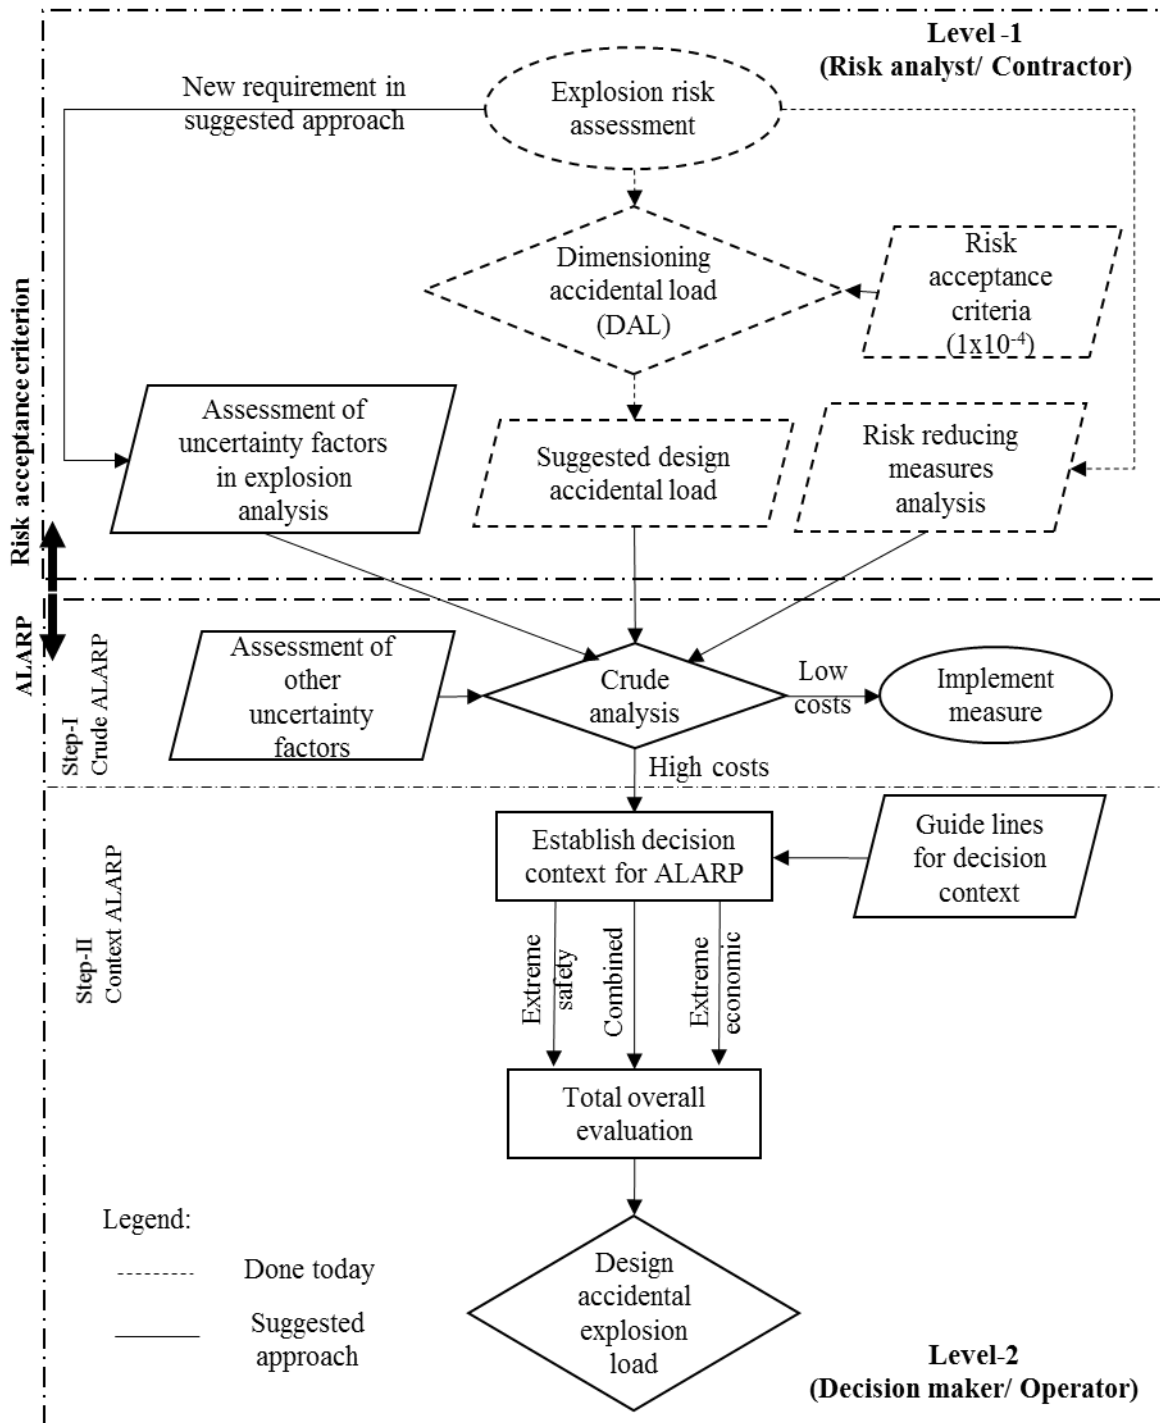 Level -1
(Risk analyst/ Contractor)
New requirement in
suggested approach
Explosion risk
assessment
Dimensioning
accidental load
(DAL)
Risk
acceptance
criteria
(1x10⁻⁴)
Risk acceptance criterion
Assessment of
uncertainty factors
in explosion
analysis
Suggested design
accidental load
Risk reducing
measures
analysis
ALARP
Step-I
Crude ALARP
Assessment of
other
uncertainty
factors
Crude
analysis
Low
costs
Implement
measure
High costs
Step-II
Context ALARP
Establish decision
context for ALARP
Guide lines
for decision
context
Extreme
safety
Combined
Extreme
economic
Total overall
evaluation
Legend:
Done today
Suggested
approach
Design
accidental
explosion
load
Level-2
(Decision maker/ Operator)